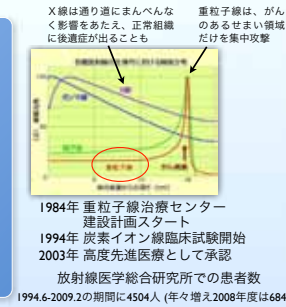 X線は通り道にまんべんな
く影響をあたえ、正常組織
に後遺症が出ることも
重粒子線は、がん
のあるせまい領域
だけを集中攻撃
1984年 重粒子線治療センター
建設計画スタート
1994年 炭素イオン線臨床試験開始
2003年 高度先進医療として承認
放射線医学総合研究所での患者数
1994.6-2009.2の期間に4504人 (年々増え2008年度は684